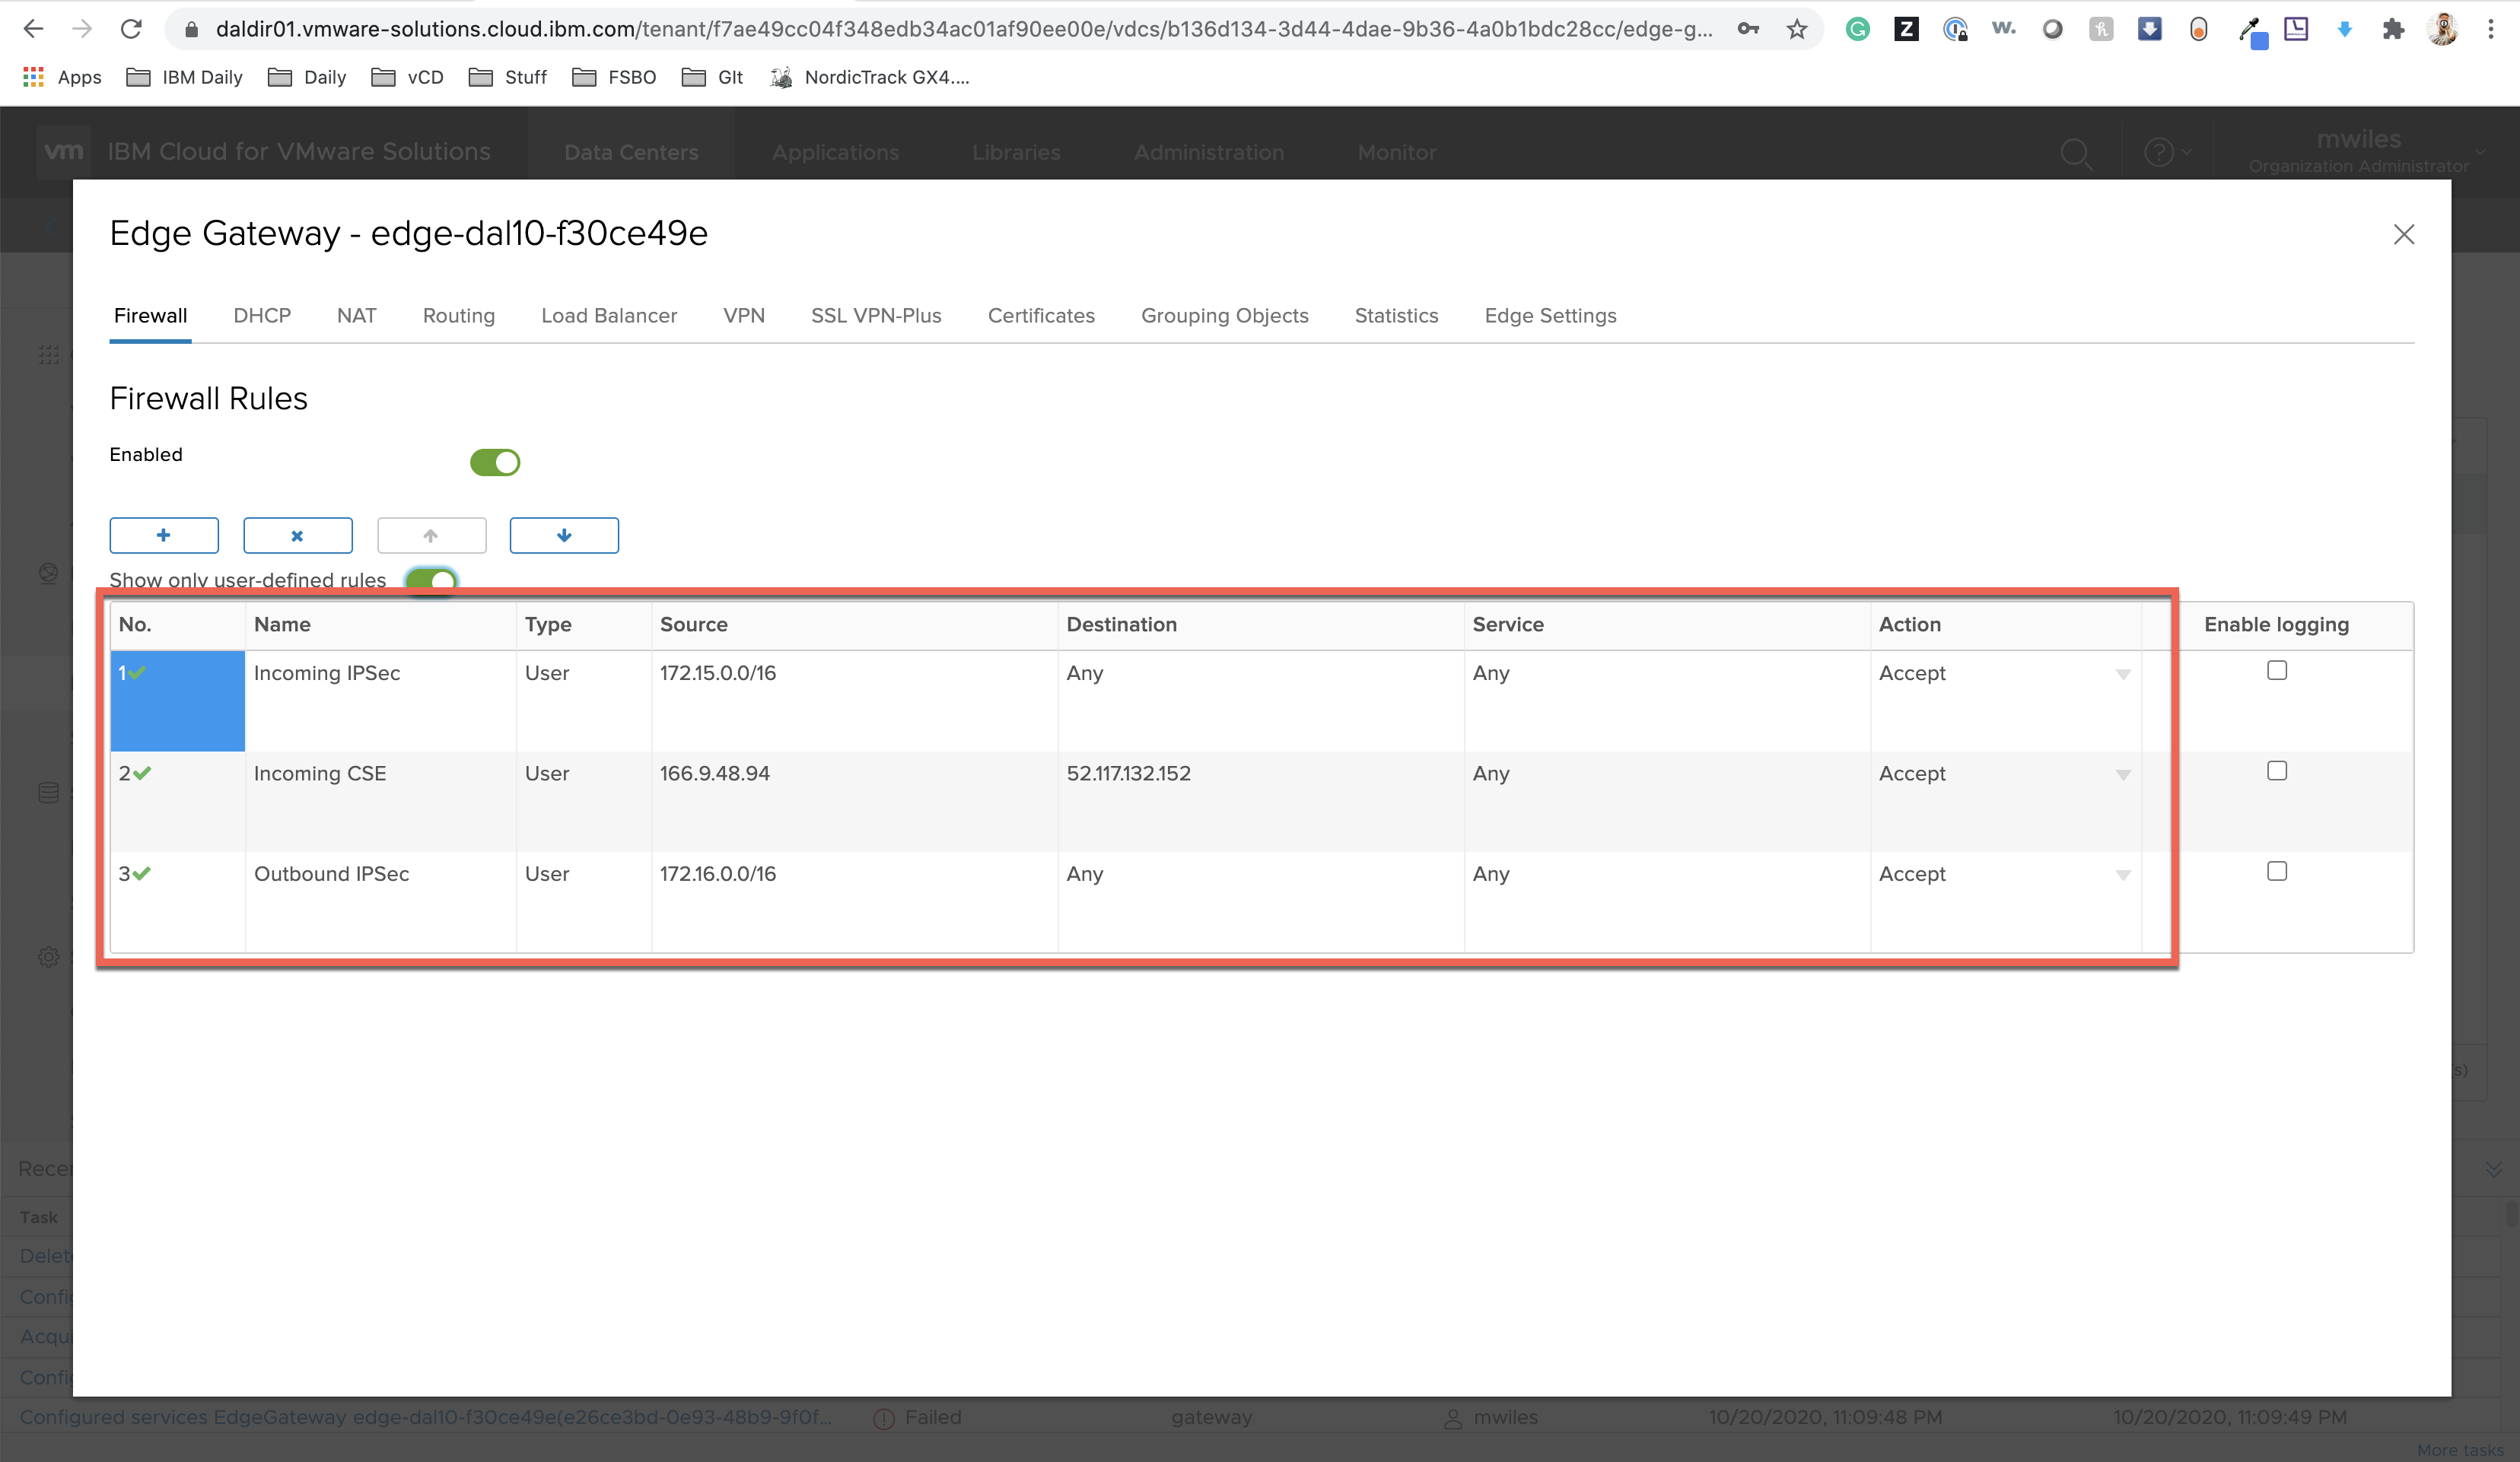 daldir01.vmware-solutions.cloud.ibm.com/tenant/f7ae49cc04f348edb34ac01af90ee00e/vdcs/b136d134-3d44-4dae-9b36-4a0b1bdc28cc/edge-g...
Apps IBM Daily Daily vCD Stuff FSBO GIt NordicTrack GX4....
vm IBM Cloud for VMware Solutions Data Centers Applications Libraries Administration Monitor mwiles
Organization Administrator
Edge Gateway - edge-dal10-f30ce49e
Firewall DHCP NAT Routing Load Balancer VPN SSL VPN-Plus Certificates Grouping Objects Statistics Edge Settings
Firewall Rules
Enabled
Show only user-defined rules
No. Name Type Source Destination Service Action Enable logging
1 Incoming IPSec User 172.15.0.0/16 Any Any Accept
2 Incoming CSE User 166.9.48.94 52.117.132.152 Any Accept
3 Outbound IPSec User 172.16.0.0/16 Any Any Accept
s)
Recen
Task
Delete
Config
Acqui
Config
Configured services EdgeGateway edge-dal10-f30ce49e(e26ce3bd-0e93-48b9-9f0f... Failed gateway mwiles 10/20/2020, 11:09:48 PM 10/20/2020, 11:09:49 PM
More tasks